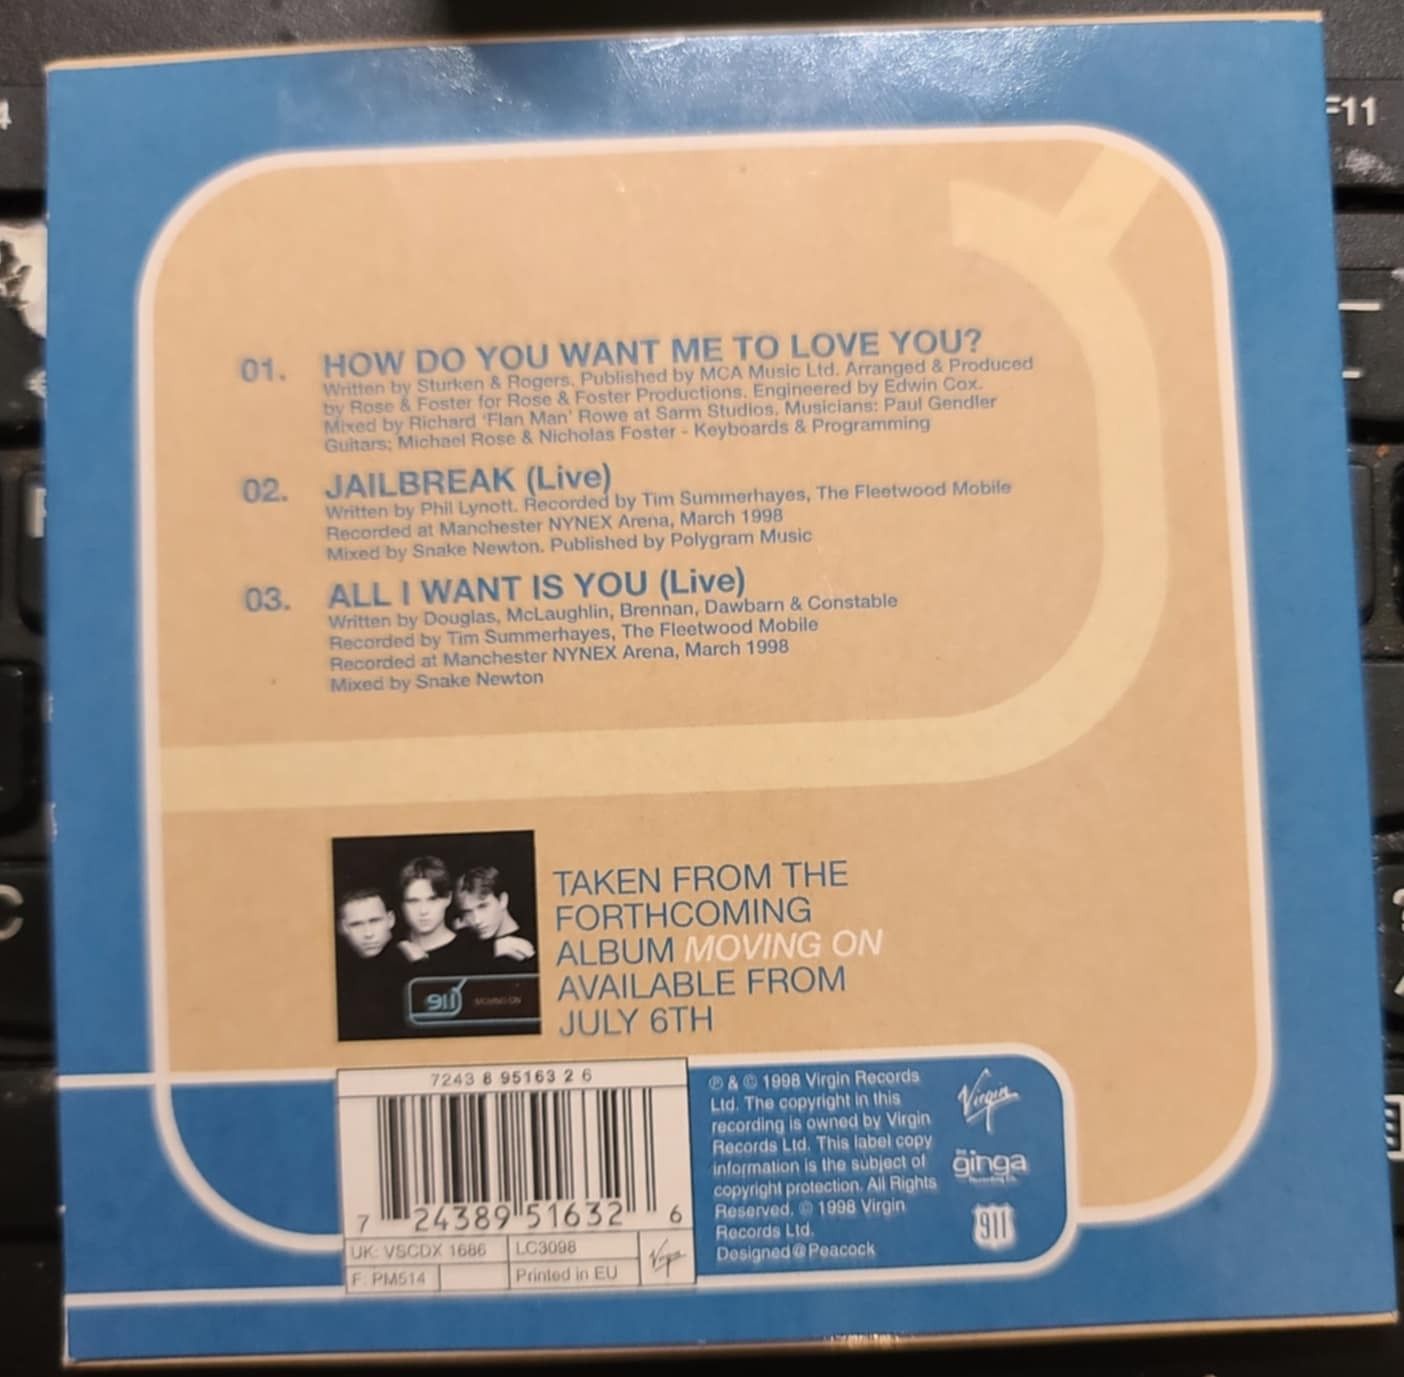 F11
01. HOW DO YOU WANT ME TO LOVE YOU?
Written by Sturken & Rogers. Published by MCA Music Ltd. Arranged & Produced
by Rose & Foster for Rose & Foster Productions. Engineered by Edwin Cox.
Mixed by Richard 'Flan Man' Rowe at Sarm Studios. Musicians: Paul Gendler
Guitars; Michael Rose & Nicholas Foster - Keyboards & Programming
02. JAILBREAK (Live)
Written by Phil Lynott. Recorded by Tim Summerhayes, The Fleetwood Mobile
Recorded at Manchester NYNEX Arena, March 1998
Mixed by Snake Newton. Published by Polygram Music
03. ALL I WANT IS YOU (Live)
Written by Douglas, McLaughlin, Brennan, Dawbarn & Constable
Recorded by Tim Summerhayes, The Fleetwood Mobile
Recorded at Manchester NYNEX Arena, March 1998
Mixed by Snake Newton
911 MOVING ON
TAKEN FROM THE
FORTHCOMING
ALBUM MOVING ON
AVAILABLE FROM
JULY 6TH
7243 8 95163 2 6
7 24389 51632 6
UK: VSCDX 1686
LC3098
F: PM514
Printed in EU
Virgin
℗ & © 1998 Virgin Records
Ltd. The copyright in this
recording is owned by Virgin
Records Ltd. This label copy
information is the subject of
copyright protection. All Rights
Reserved. © 1998 Virgin
Records Ltd.
Designed@Peacock
Virgin
ginga
911